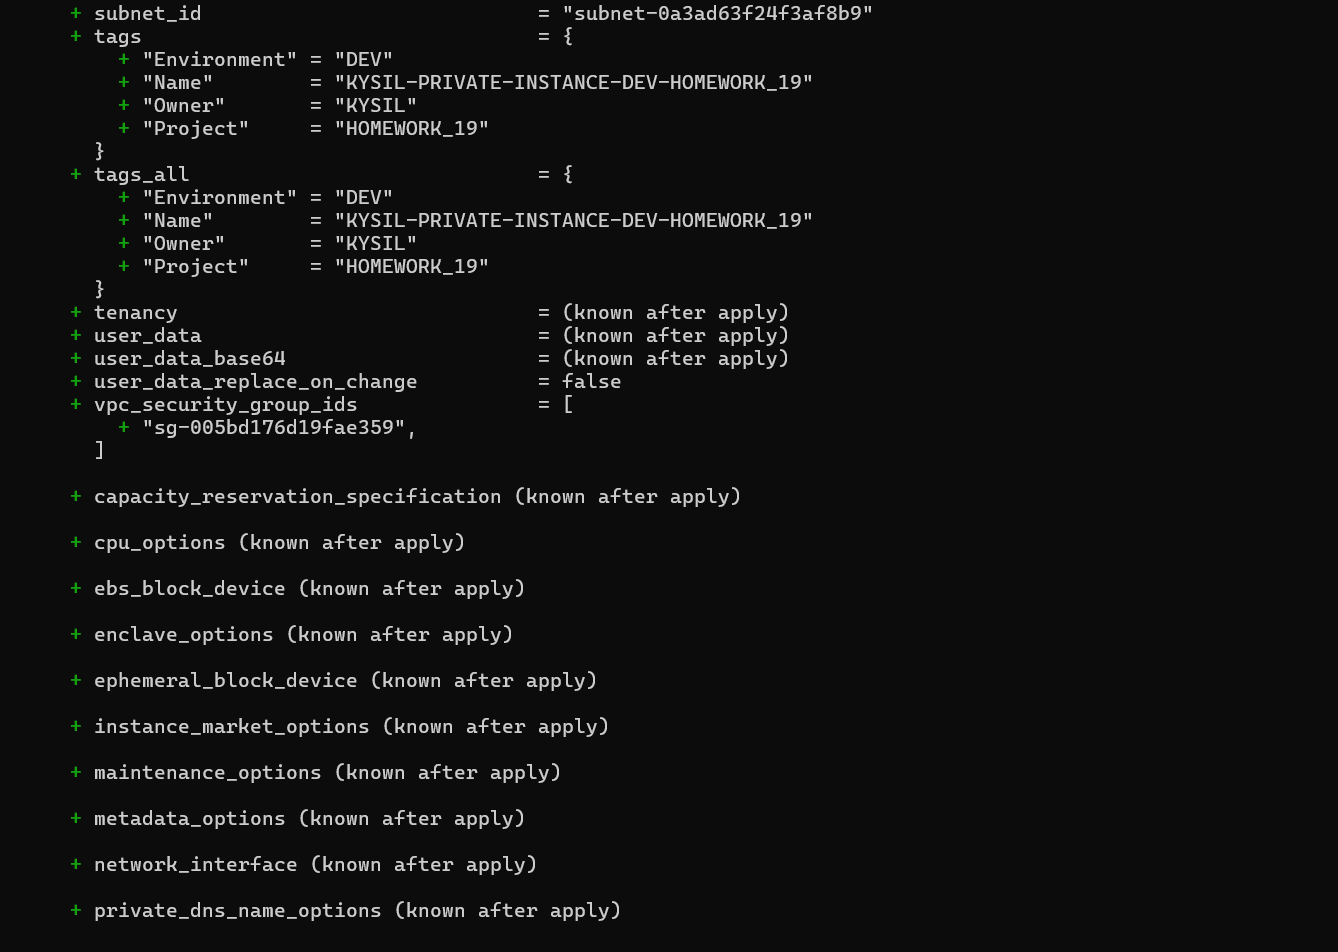 + subnet_id                            = "subnet-0a3ad63f24f3af8b9"
+ tags                                 = {
    + "Environment" = "DEV"
    + "Name"        = "KYSIL-PRIVATE-INSTANCE-DEV-HOMEWORK_19"
    + "Owner"       = "KYSIL"
    + "Project"     = "HOMEWORK_19"
  }
+ tags_all                             = {
    + "Environment" = "DEV"
    + "Name"        = "KYSIL-PRIVATE-INSTANCE-DEV-HOMEWORK_19"
    + "Owner"       = "KYSIL"
    + "Project"     = "HOMEWORK_19"
  }
+ tenancy                              = (known after apply)
+ user_data                            = (known after apply)
+ user_data_base64                     = (known after apply)
+ user_data_replace_on_change          = false
+ vpc_security_group_ids               = [
    + "sg-005bd176d19fae359",
  ]
+ capacity_reservation_specification (known after apply)
+ cpu_options (known after apply)
+ ebs_block_device (known after apply)
+ enclave_options (known after apply)
+ ephemeral_block_device (known after apply)
+ instance_market_options (known after apply)
+ maintenance_options (known after apply)
+ metadata_options (known after apply)
+ network_interface (known after apply)
+ private_dns_name_options (known after apply)